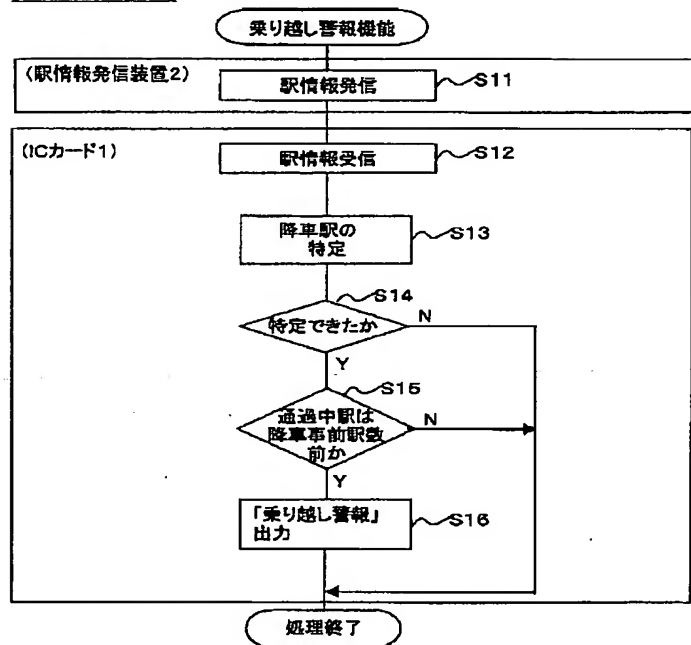 乗り越し警報機能
(駅情報発信装置2)
駅情報発信
S11
(ICカード1)
駅情報受信
S12
降車駅の
特定
S13
S14
特定できたか
N
Y
S15
通過中駅は
降車事前駅数
前か
N
Y
「乗り越し警報」
出力
S16
処理終了